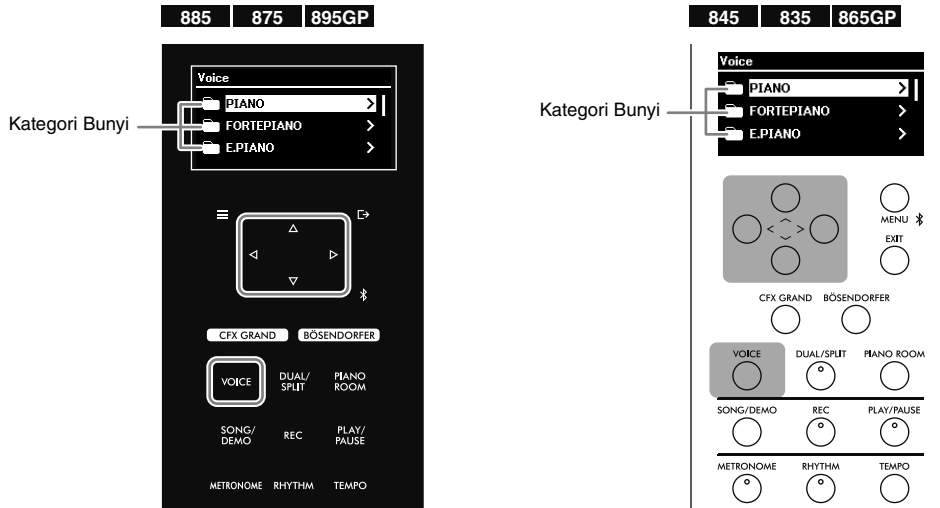 885 875 895GP
Voice
PIANO
FORTEPIANO
E.PIANO
Kategori Bunyi
CFX GRAND BÖSENDORFER
VOICE DUAL/SPLIT PIANO ROOM
SONG/DEMO REC PLAY/PAUSE
METRONOME RHYTHM TEMPO
845 835 865GP
Voice
PIANO
FORTEPIANO
E.PIANO
Kategori Bunyi
MENU
EXIT
CFX GRAND BÖSENDORFER
VOICE DUAL/SPLIT PIANO ROOM
SONG/DEMO REC PLAY/PAUSE
METRONOME RHYTHM TEMPO